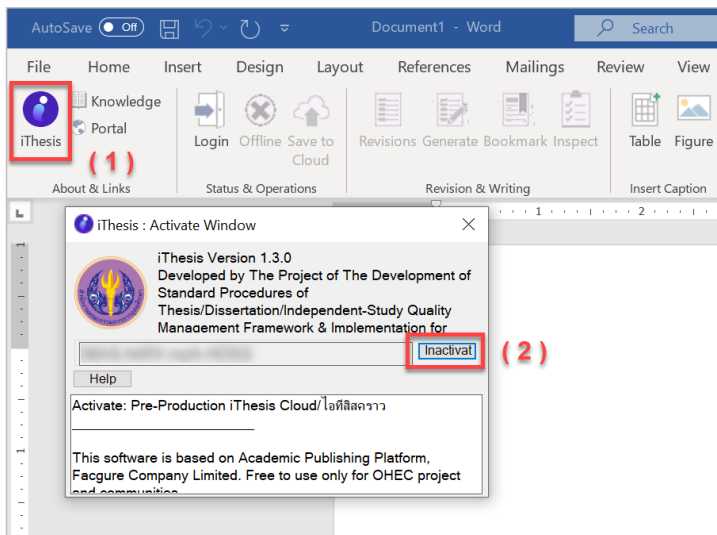 AutoSave Off Document1 - Word Search
File Home Insert Design Layout References Mailings Review View
iThesis
Knowledge
Portal
( 1 )
About & Links
Login Offline Save to Cloud
Status & Operations
Revisions Generate Bookmark Inspect
Revision & Writing
Table Figure
Insert Caption
L
1 2
iThesis : Activate Window
iThesis Version 1.3.0
Developed by The Project of The Development of
Standard Procedures of
Thesis/Dissertation/Independent-Study Quality
Management Framework & Implementation for
Inactivat
( 2 )
Help
Activate: Pre-Production iThesis Cloud/ไอทีสิสคราว
This software is based on Academic Publishing Platform,
Facgure Company Limited. Free to use only for OHEC project
and communities.
1